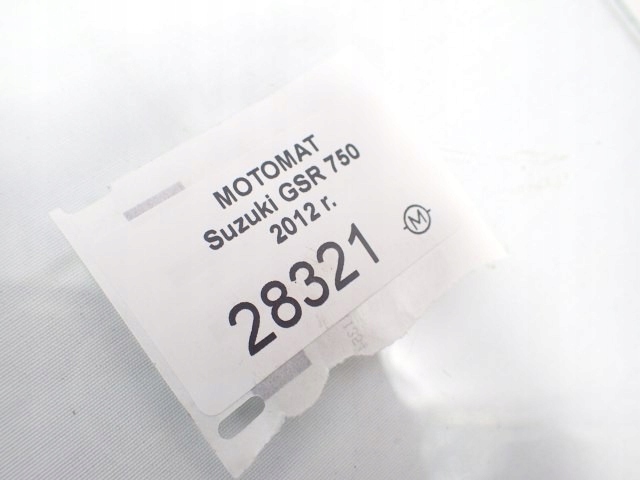 MOTOMAT
Suzuki GSR 750
2012 r.
M
28321